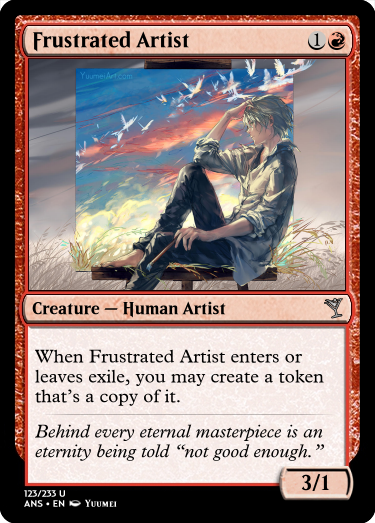 Frustrated Artist 1
YuumeiArt.com
Creature — Human Artist
When Frustrated Artist enters or
leaves exile, you may create a token
that's a copy of it.
Behind every eternal masterpiece is an
eternity being told “not good enough.”
3/1
123/233 U
ANS • EN Yuumei